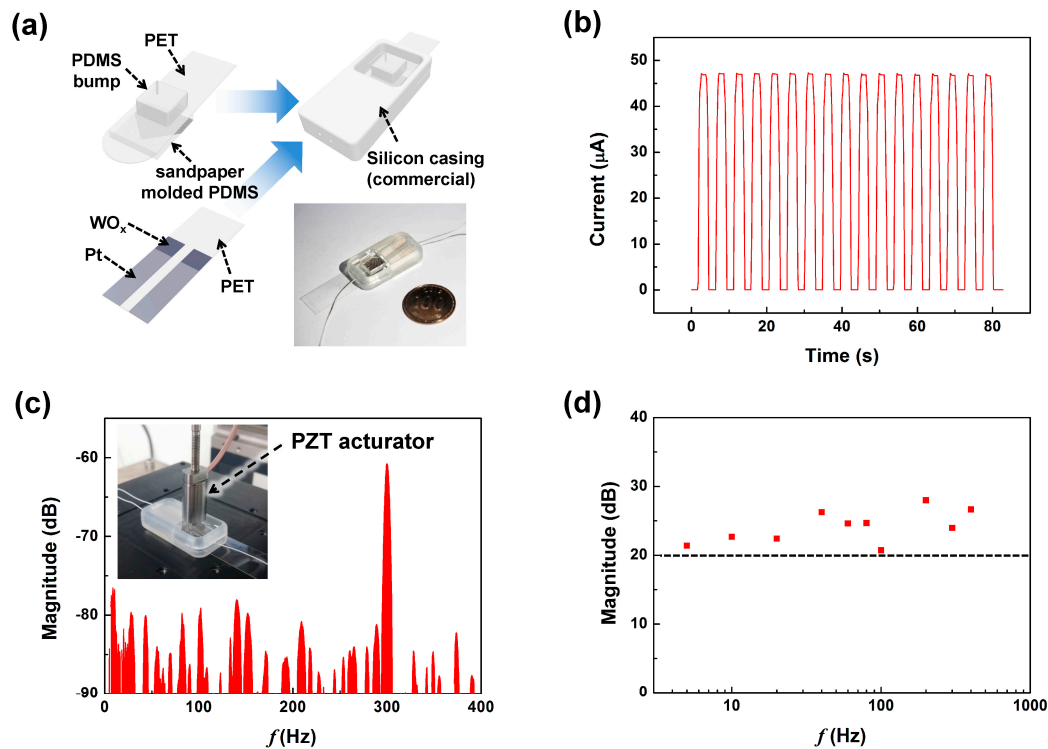 (a)
PET
PDMS
bump
sandpaper
molded PDMS
Silicon casing
(commercial)
WOx
Pt
PET
(b)
Current (μA)
50
40
30
20
10
0
0 20 40 60 80
Time (s)
(c)
PZT acturator
Magnitude (dB)
-60
-70
-80
-90
0 100 200 300 400
f (Hz)
(d)
Magnitude (dB)
40
30
20
10
0
10 100 1000
f (Hz)